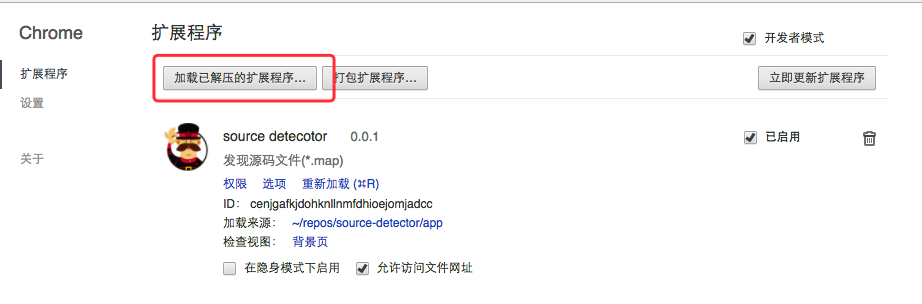 Chrome
扩展程序
设置
关于
扩展程序
开发者模式
加载已解压的扩展程序... 打包扩展程序... 立即更新扩展程序
source detecotor 0.0.1 已启用
发现源码文件(*.map)
权限 选项 重新加载 (⌘R)
ID： cenjgafkjdohknllnmfdhioejomjadcc
加载来源： ~/repos/source-detector/app
检查视图： 背景页
在隐身模式下启用 允许访问文件网址